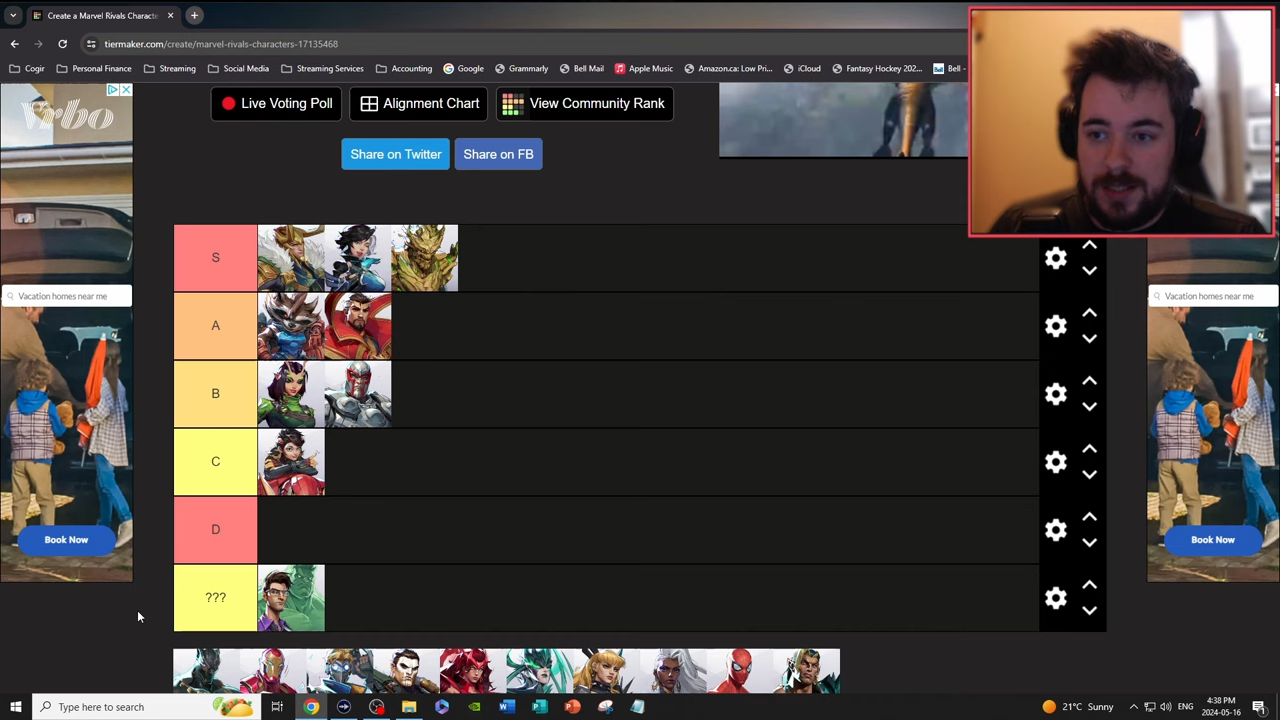 Create a Marvel Rivals Characte
tiermaker.com/create/marvel-rivals-characters-17135468
Cogir
Personal Finance
Streaming
Social Media
Streaming Services
Accounting
Google
Grammarly
Bell Mail
Apple Music
Amazon.ca: Low Pri...
iCloud
Fantasy Hockey 202...
Bell -
Vrbo
Live Voting Poll
Alignment Chart
View Community Rank
Share on Twitter
Share on FB
S
A
B
C
D
???
Vacation homes near me
Book Now
Vacation homes near me
Book Now
Type here to search
21°C Sunny
ENG
4:38 PM
2024-05-16